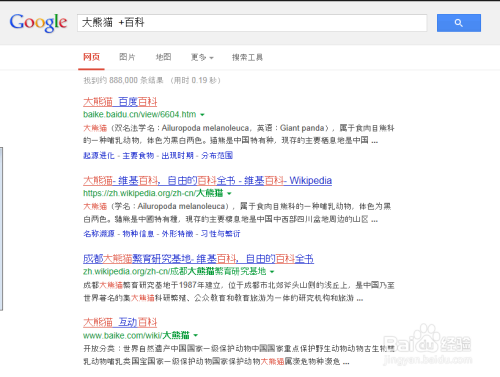 Google
大熊猫 +百科
网页 图片 地图 更多 搜索工具
找到约 888,000 条结果 （用时 0.19 秒）
大熊猫_百度百科
baike.baidu.cn/view/6604.htm
大熊猫（双名法学名：Ailuropoda melanoleuca，英语：Giant panda），属于食肉目熊科
的一种哺乳动物，体色为黑白两色。熊猫是中国特有种，现存的主要栖息地是中国 ...
起源进化 - 主要食物 - 出现时期 - 分布范围
大熊猫- 维基百科，自由的百科全书 - 维基百科- Wikipedia
https://zh.wikipedia.org/zh-cn/大熊猫
大熊猫（学名：Ailuropoda melanoleuca），属于食肉目熊科的一种哺乳动物，体色为黑
白两色。猫熊是中國特有種，现存的主要棲息地是中国中西部四川盆地周边的山区 ...
名称溯源 - 物种信息 - 外形特徵 - 习性与繁衍
成都大熊猫繁育研究基地- 维基百科，自由的百科全书
zh.wikipedia.org/zh-cn/成都大熊猫繁育研究基地
成都大熊猫繁育研究基地于1987年建立，位于成都市北郊斧头山侧的浅丘上，是中国乃至
世界著名的集大熊猫科研繁殖、公众教育和教育旅游为一体的研究机构和旅游 ...
大熊猫_互动百科
www.baike.com/wiki/大熊猫
开放分类：世界自然遗产中国国家一级保护动物中国国家重点保护野生动物动物古生物哺
乳动物哺乳类国宝国家一级保护动物国家保护动物大熊猫属濒危物种濒危 ...
Baidu 经验
jingyan.baidu.com